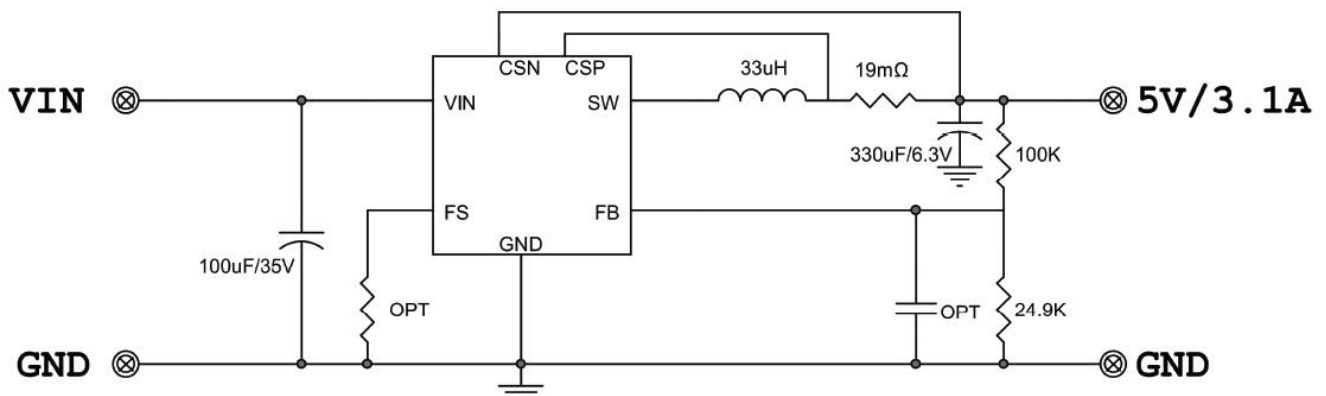 CSN CSP
33uH 19mΩ
VIN VIN SW 5V/3.1A
330uF/6.3V 100K
FS FB
GND
100uF/35V
OPT OPT 24.9K
GND GND